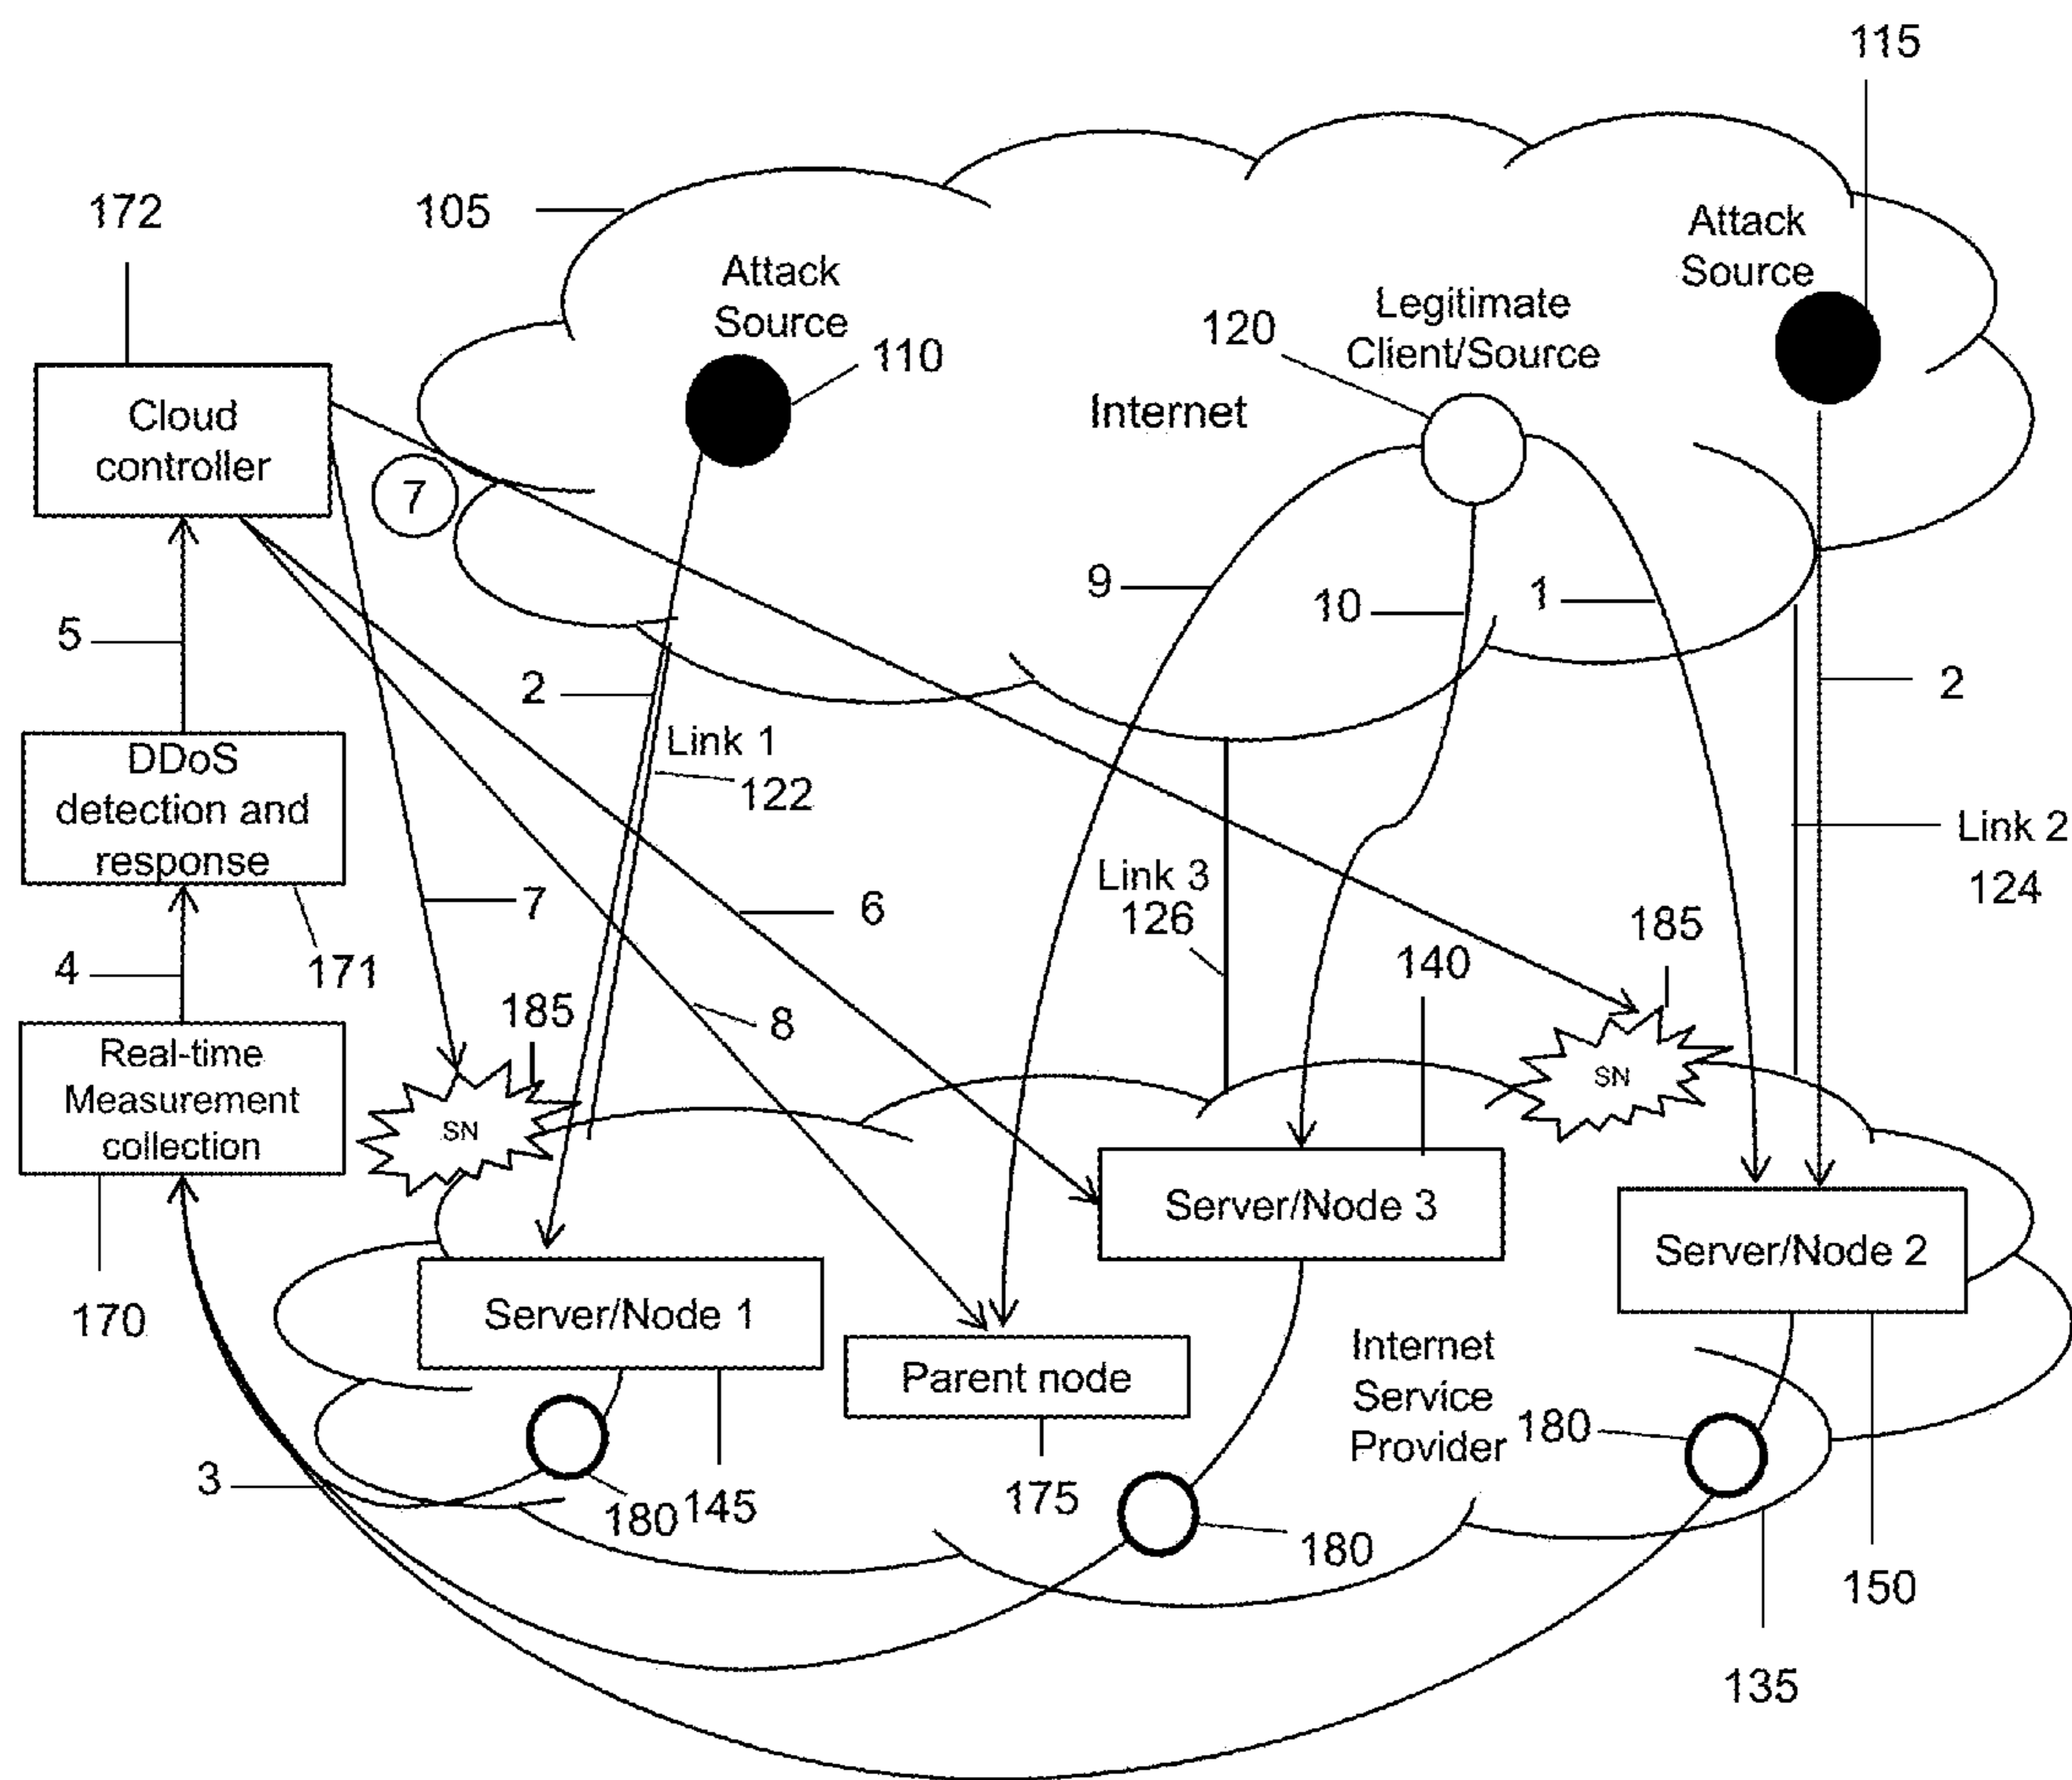 115
172
105
Attack
Source
Attack
Source
110
120
Legitimate
Client/Source
Internet
Cloud
controller
7
9
10
1
5
2
2
Link 1
122
DDoS
detection and
response
Link 2
124
Link 3
126
7
6
185
140
4
171
185
8
Real-time
Measurement
collection
SN
SN
Server/Node 3
Server/Node 2
170
Server/Node 1
Parent node
Internet
Service
Provider
180
3
180
145
175
180
150
135